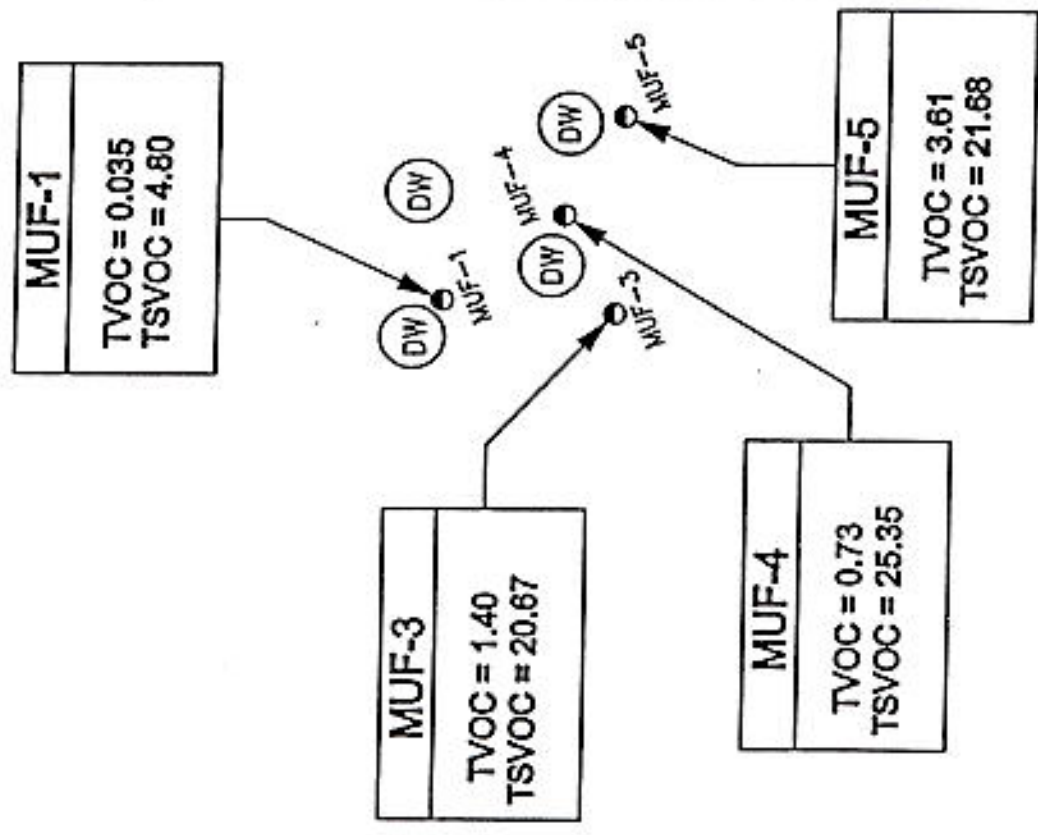 MUF-1
TVOC = 0.035
TSVOC = 4.80
MUF-3
TVOC = 1.40
TSVOC = 20.67
MUF-4
TVOC = 0.73
TSVOC = 25.35
MUF-5
TVOC = 3.61
TSVOC = 21.68
DW
MUF-1
DW
DW
MUF-4
MUF-3
DW
MUF-5